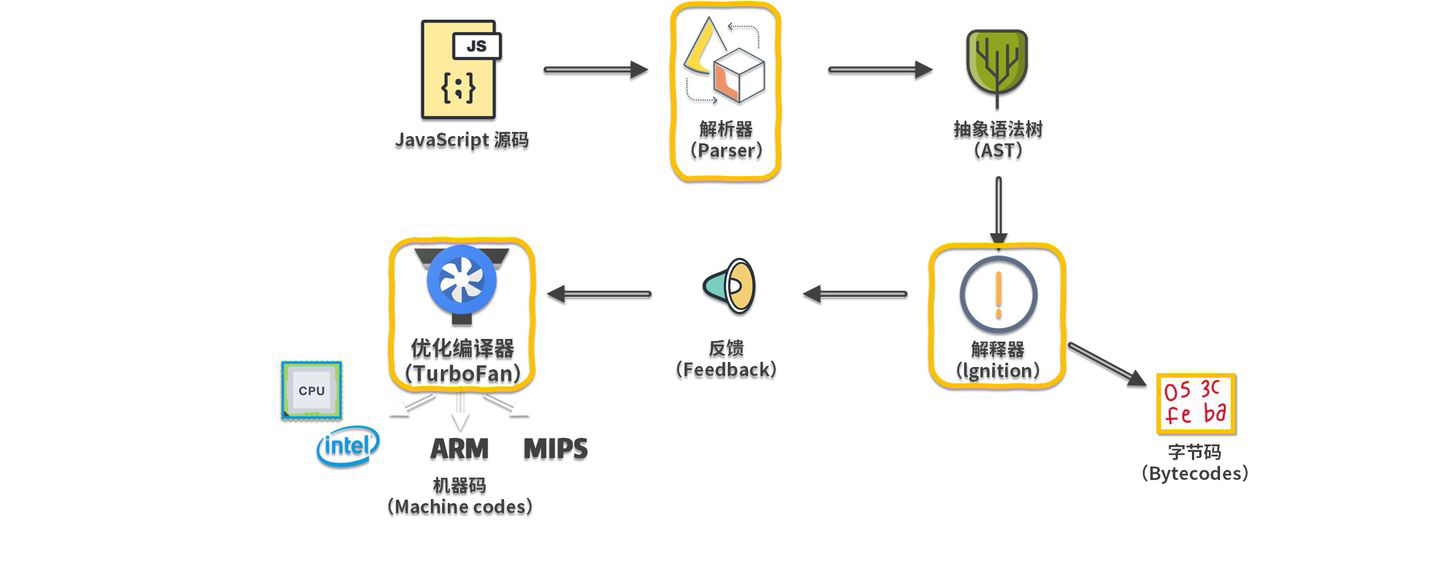 JS
{;}
JavaScript 源码
解析器
（Parser）
抽象语法树
（AST）
优化编译器
（TurboFan）
反馈
（Feedback）
解释器
（lgnition）
CPU
intel
ARM
MIPS
机器码
（Machine codes）
05 3c
fe ba
字节码
（Bytecodes）